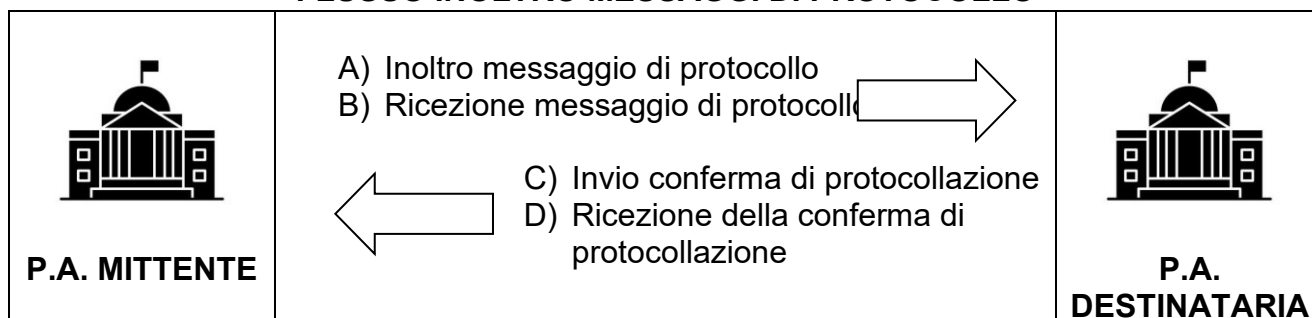 A) Inoltro messaggio di protocollo
B) Ricezione messaggio di protocollo
C) Invio conferma di protocollazione
D) Ricezione della conferma di
protocollazione
P.A. MITTENTE
P.A.
DESTINATARIA